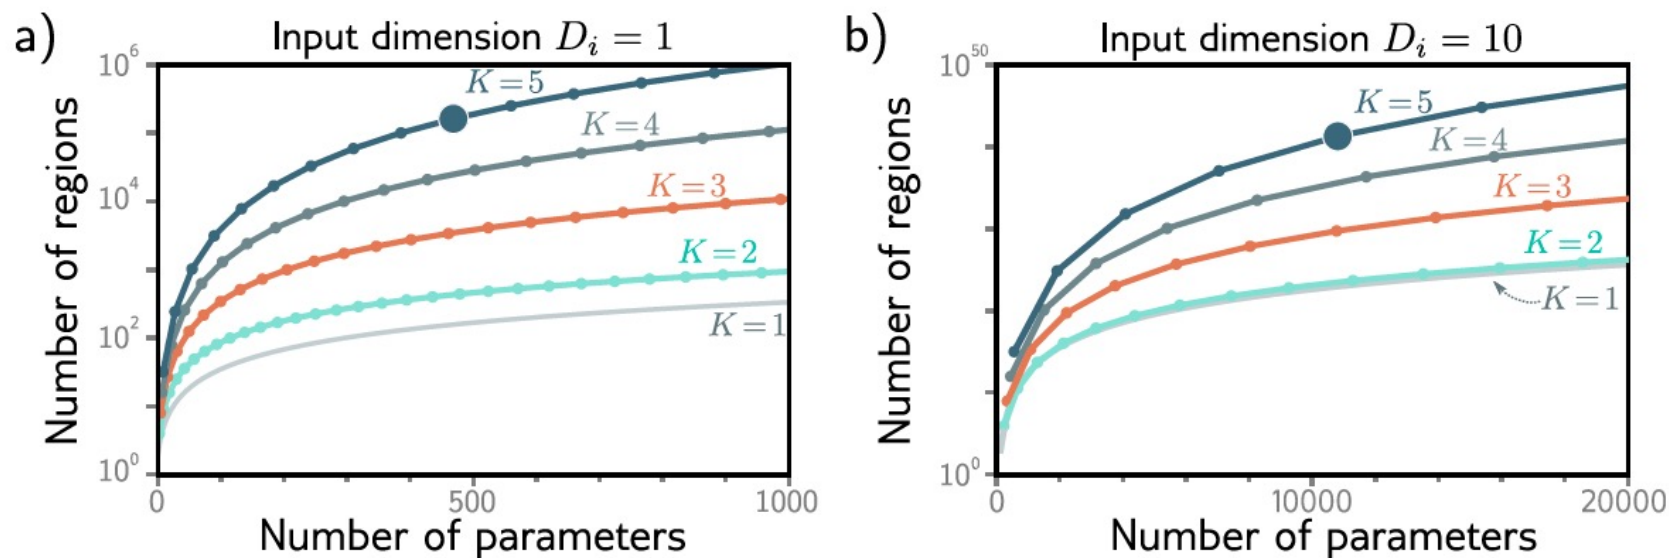 a) Input dimension $D_i = 1$
Number of regions
10^6
10^4
10^2
10^0
K=5
K=4
K=3
K=2
K=1
0 500 1000
Number of parameters
b) Input dimension $D_i = 10$
Number of regions
10^50
10^0
K=5
K=4
K=3
K=2
K=1
0 10000 20000
Number of parameters